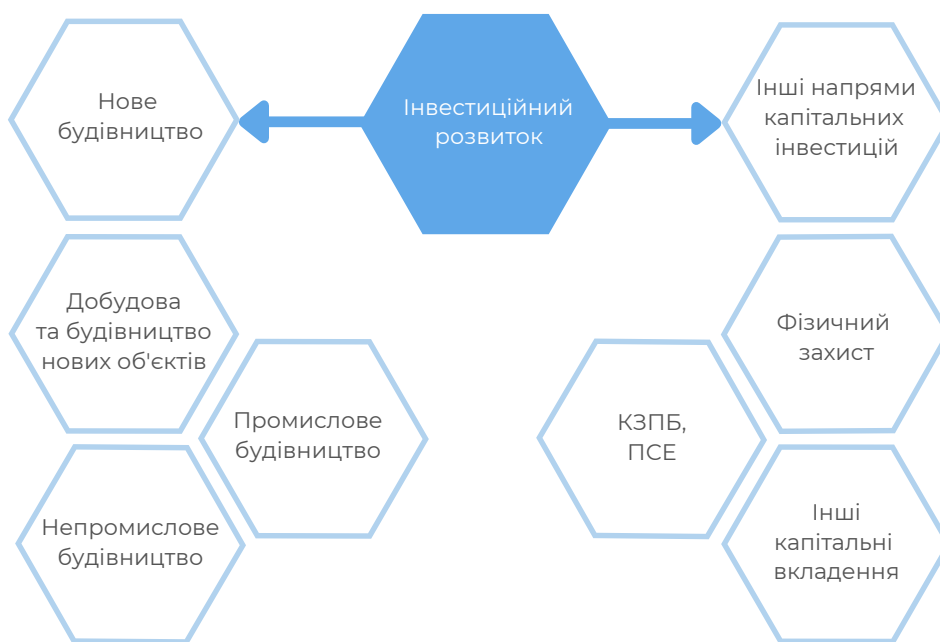 Нове
будівництво
Інвестиційний
розвиток
Інші напрями
капітальних
інвестицій
Добудова
та будівництво
нових об'єктів
Промислове
будівництво
Непромислове
будівництво
Фізичний
захист
КЗПБ,
ПСЕ
Інші
капітальні
вкладення